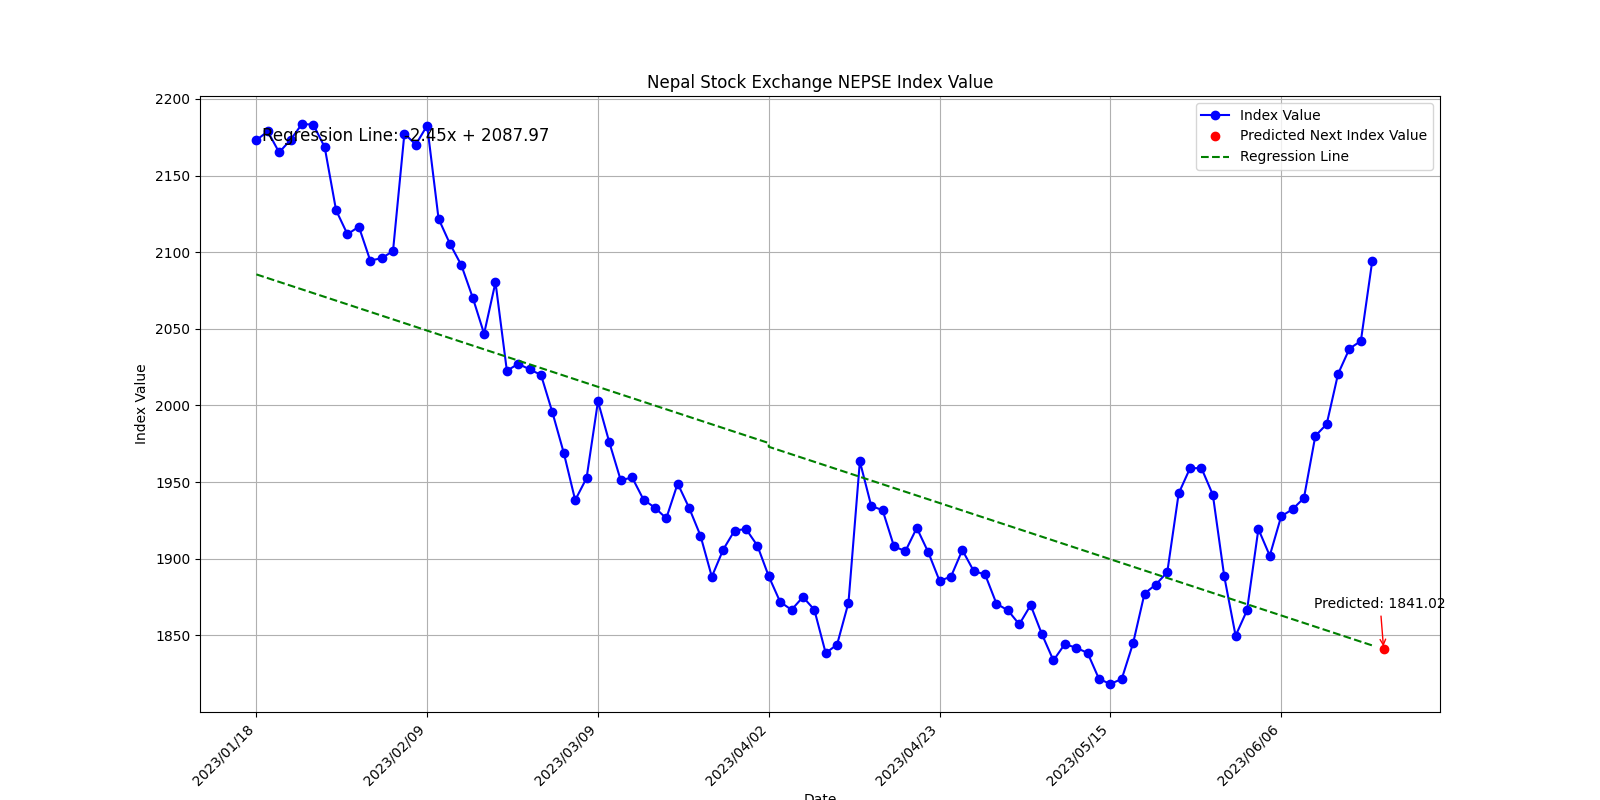 Nepal Stock Exchange NEPSE Index Value
2200
2150
2100
2050
2000
1950
1900
1850
Index Value
Regression Line: -2.45x + 2087.97
Index Value
Predicted Next Index Value
Regression Line
Predicted: 1841.02
2023/01/18
2023/02/09
2023/03/09
2023/04/02
2023/04/23
2023/05/15
2023/06/06
Date